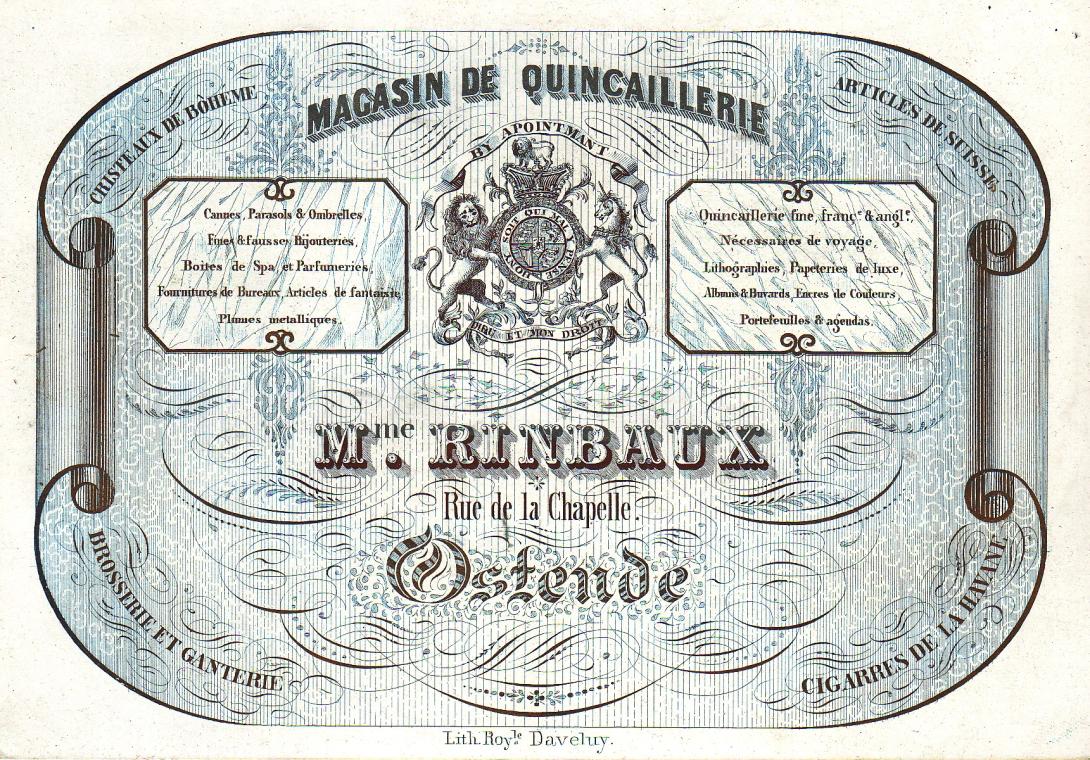 MAGASIN DE QUINCAILLERIE
CRISTEAUX DE BOHEME
ARTICLES DE SUISSE.
BY APOINTMANT
Cannes, Parasols & Ombrelles,
Fines & fausses Bijouteries,
Boites de Spa et Parfumeries,
Fournitures de Bureaux, Articles de fantaisie,
Plumes metalliques.
SOIT QUI MAL Y PENSE HONI
DIEU ET MON DROIT
Quincaillerie fine, franc.e & angl.e,
Nécessaires de voyage,
Lithographies, Papeteries de luxe,
Albums & Buvards, Encres de Couleurs,
Portefeuilles & agendas.
Mme. RINBAUX
Rue de la Chapelle.
Ostende
BROSSERIE ET GANTERIE
CIGARRES DE LA HAVANE
Lith. Royle Daveluy.